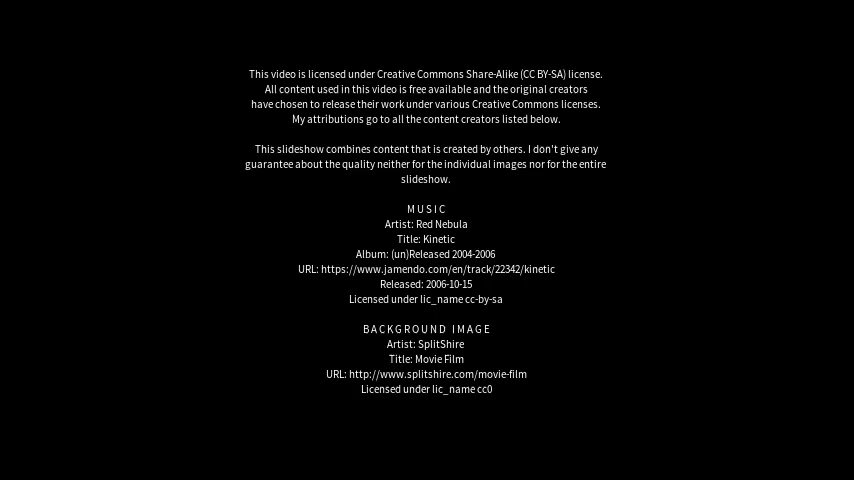 This video is licensed under Creative Commons Share-Alike (CC BY-SA) license.
All content used in this video is free available and the original creators
have chosen to release their work under various Creative Commons licenses.
My attributions go to all the content creators listed below.
This slideshow combines content that is created by others. I don't give any
guarantee about the quality neither for the individual images nor for the entire
slideshow.
MUSIC
Artist: Red Nebula
Title: Kinetic
Album: (un)Released 2004-2006
URL: https://www.jamendo.com/en/track/22342/kinetic
Released: 2006-10-15
Licensed under lic_name cc-by-sa
BACKGROUND IMAGE
Artist: SplitShire
Title: Movie Film
URL: http://www.splitshire.com/movie-film
Licensed under lic_name cc0